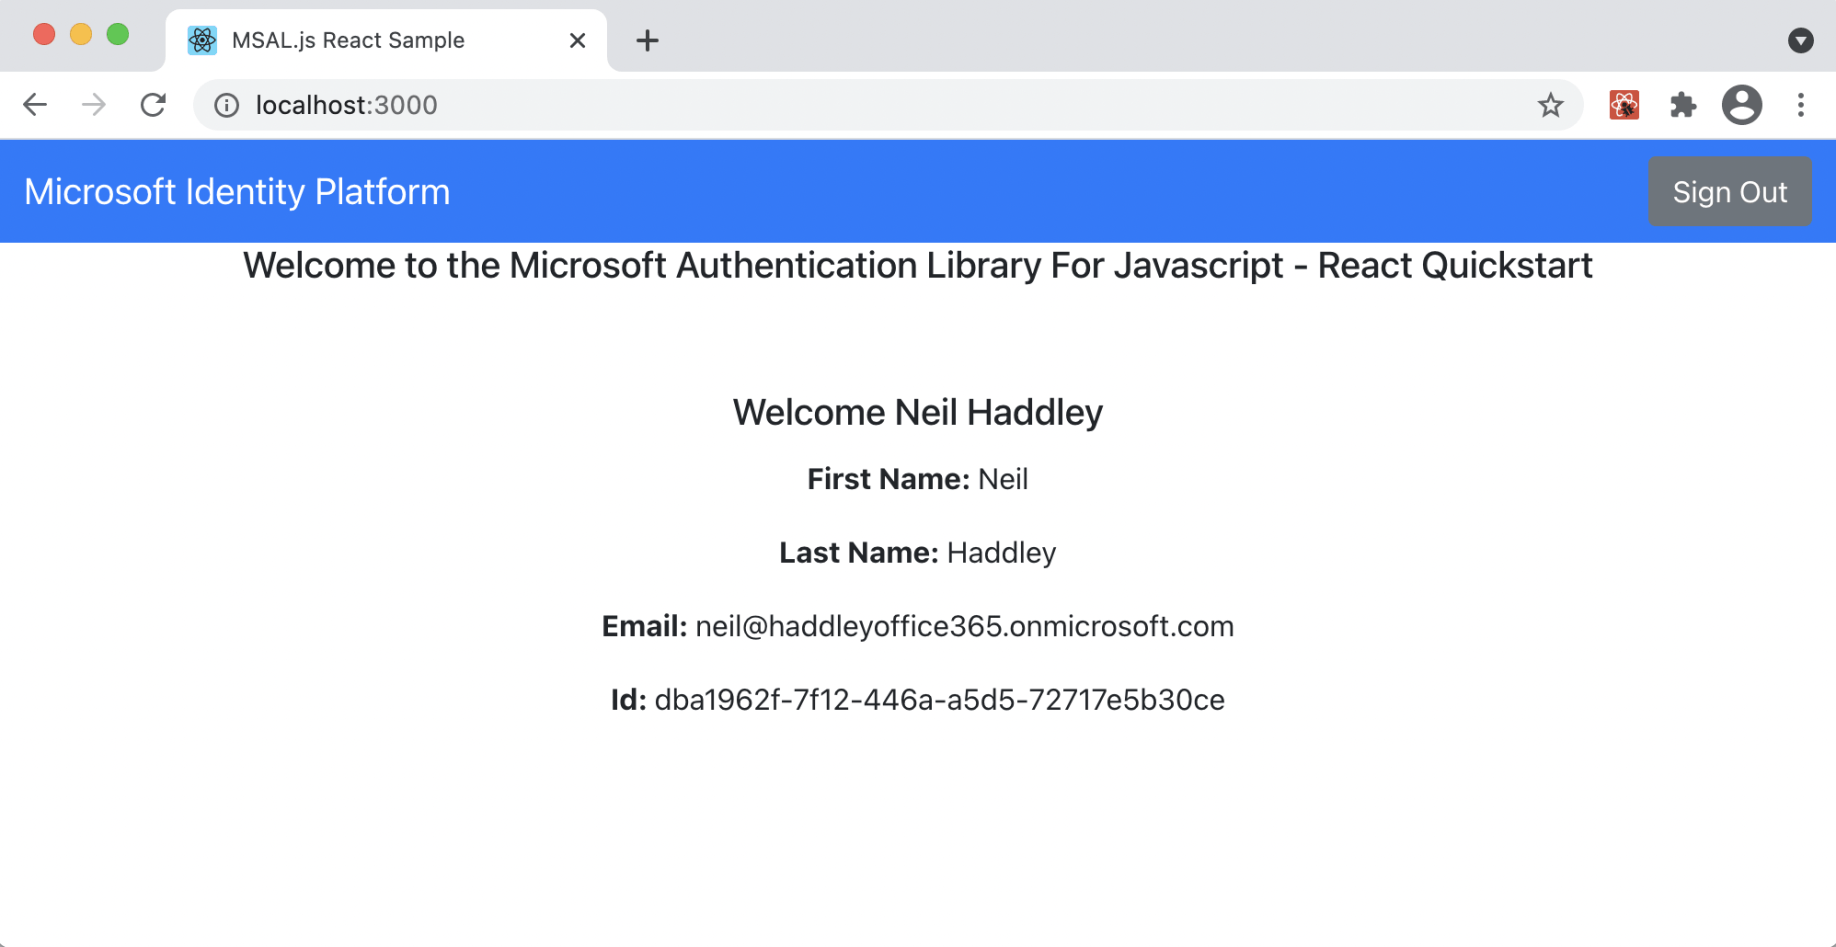 MSAL.js React Sample
localhost:3000
Microsoft Identity Platform
Sign Out
Welcome to the Microsoft Authentication Library For Javascript - React Quickstart
Welcome Neil Haddley
First Name: Neil
Last Name: Haddley
Email: neil@haddleyoffice365.onmicrosoft.com
Id: dba1962f-7f12-446a-a5d5-72717e5b30ce